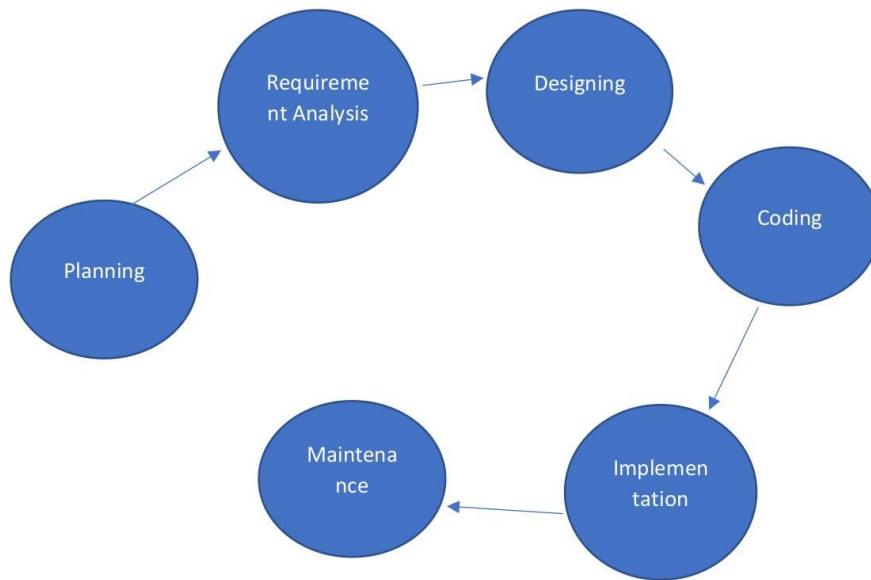 Planning
Requireme
nt Analysis
Designing
Coding
Implemen
tation
Maintena
nce